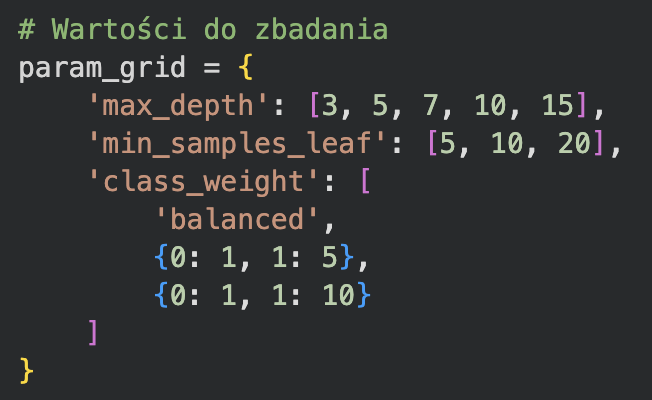 # Wartości do zbadania
param_grid = {
    'max_depth': [3, 5, 7, 10, 15],
    'min_samples_leaf': [5, 10, 20],
    'class_weight': [
        'balanced',
        {0: 1, 1: 5},
        {0: 1, 1: 10}
    ]
}